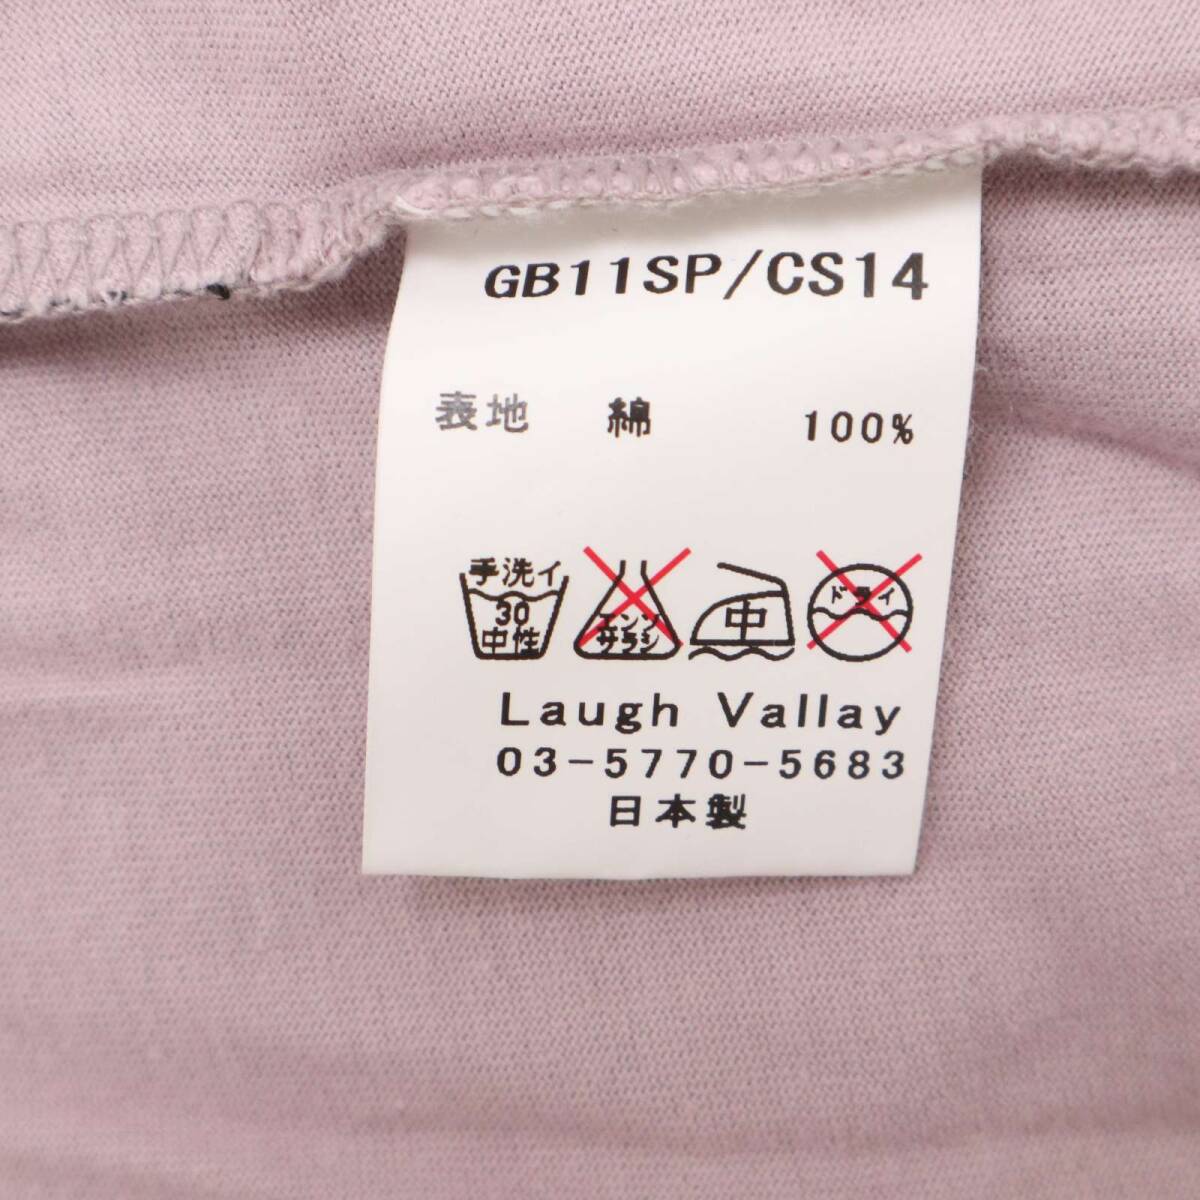 GB11SP/CS14
表地 綿 100%
手洗イ
30
中性
エンソ
サラシ
中
ドライ
Laugh Vallay
03-5770-5683
日本製